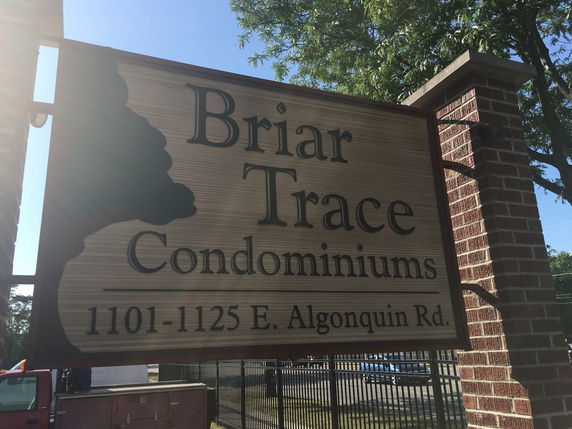 Briar
Trace
Condominiums
1101-1125 E. Algonquin Rd.